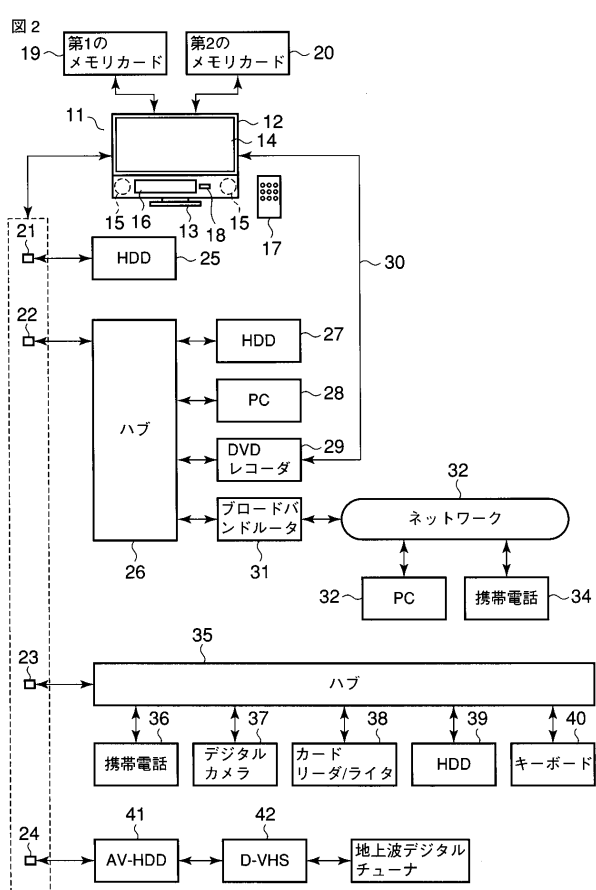 図2
19
第1の
メモリカード
第2の
メモリカード
20
11
12
14
15
16
13
18
15
17
21
HDD
25
30
22
ハブ
26
HDD
27
PC
28
DVD
レコーダ
29
ブロードバ
ンドルータ
31
32
ネットワーク
32
PC
携帯電話
34
23
35
ハブ
36
携帯電話
37
デジタル
カメラ
38
カード
リーダ/ライタ
39
HDD
40
キーボード
24
41
AV-HDD
42
D-VHS
地上波デジタル
チューナ